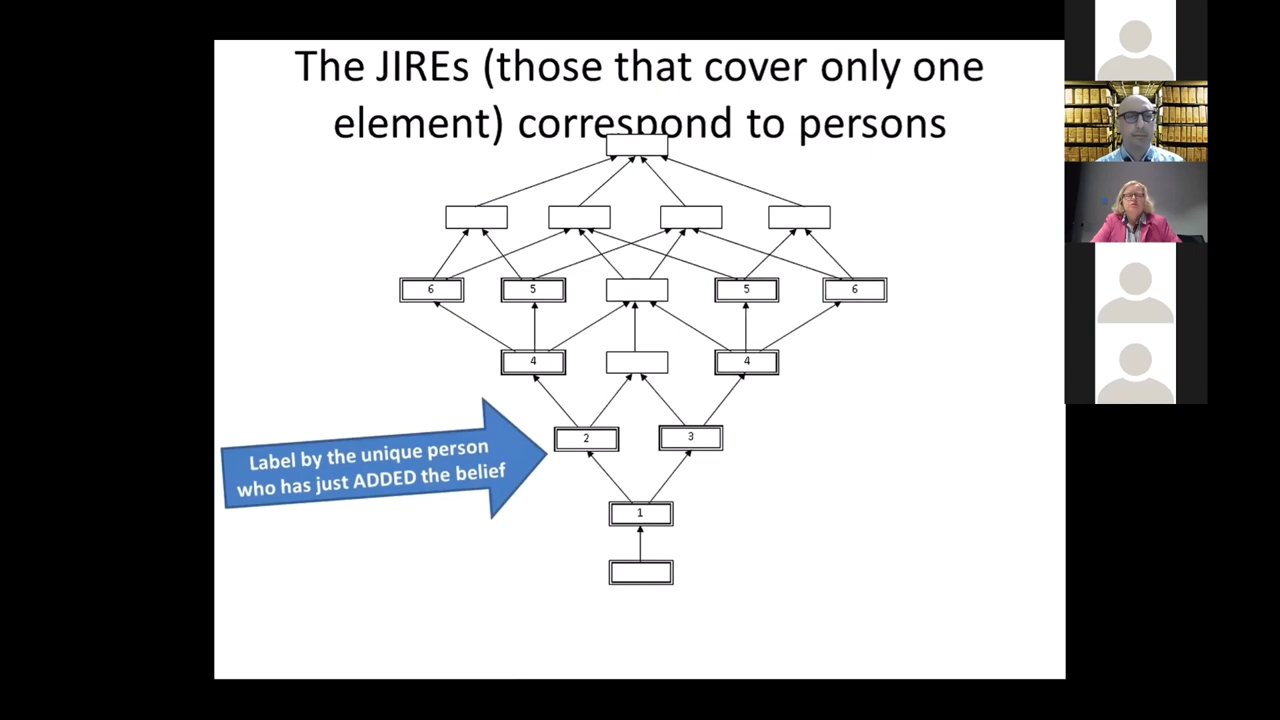 The JIREs (those that cover only one
element) correspond to persons
6
5
5
6
4
4
2
3
Label by the unique person
who has just ADDED the belief
1